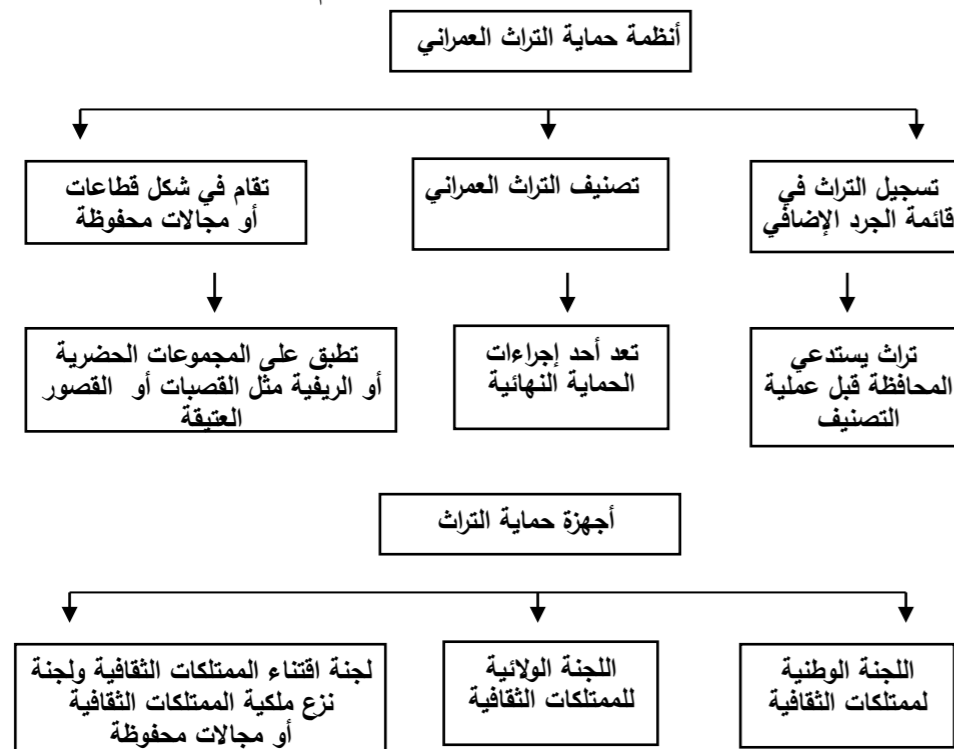 أنظمة حماية التراث العمراني
تسجيل التراث في
قائمة الجرد الإضافي
تصنيف التراث العمراني
تقام في شكل قطاعات
أو مجالات محفوظة
تراث يستدعي
المحافظة قبل عملية
التصنيف
تعد أحد إجراءات
الحماية النهائية
تطبق على المجموعات الحضرية
أو الريفية مثل القصبات أو القصور
العتيقة
أجهزة حماية التراث
اللجنة الوطنية
لممتلكات الثقافية
اللجنة الولائية
للممتلكات الثقافية
لجنة اقتناء الممتلكات الثقافية ولجنة
نزع ملكية الممتلكات الثقافية
أو مجالات محفوظة